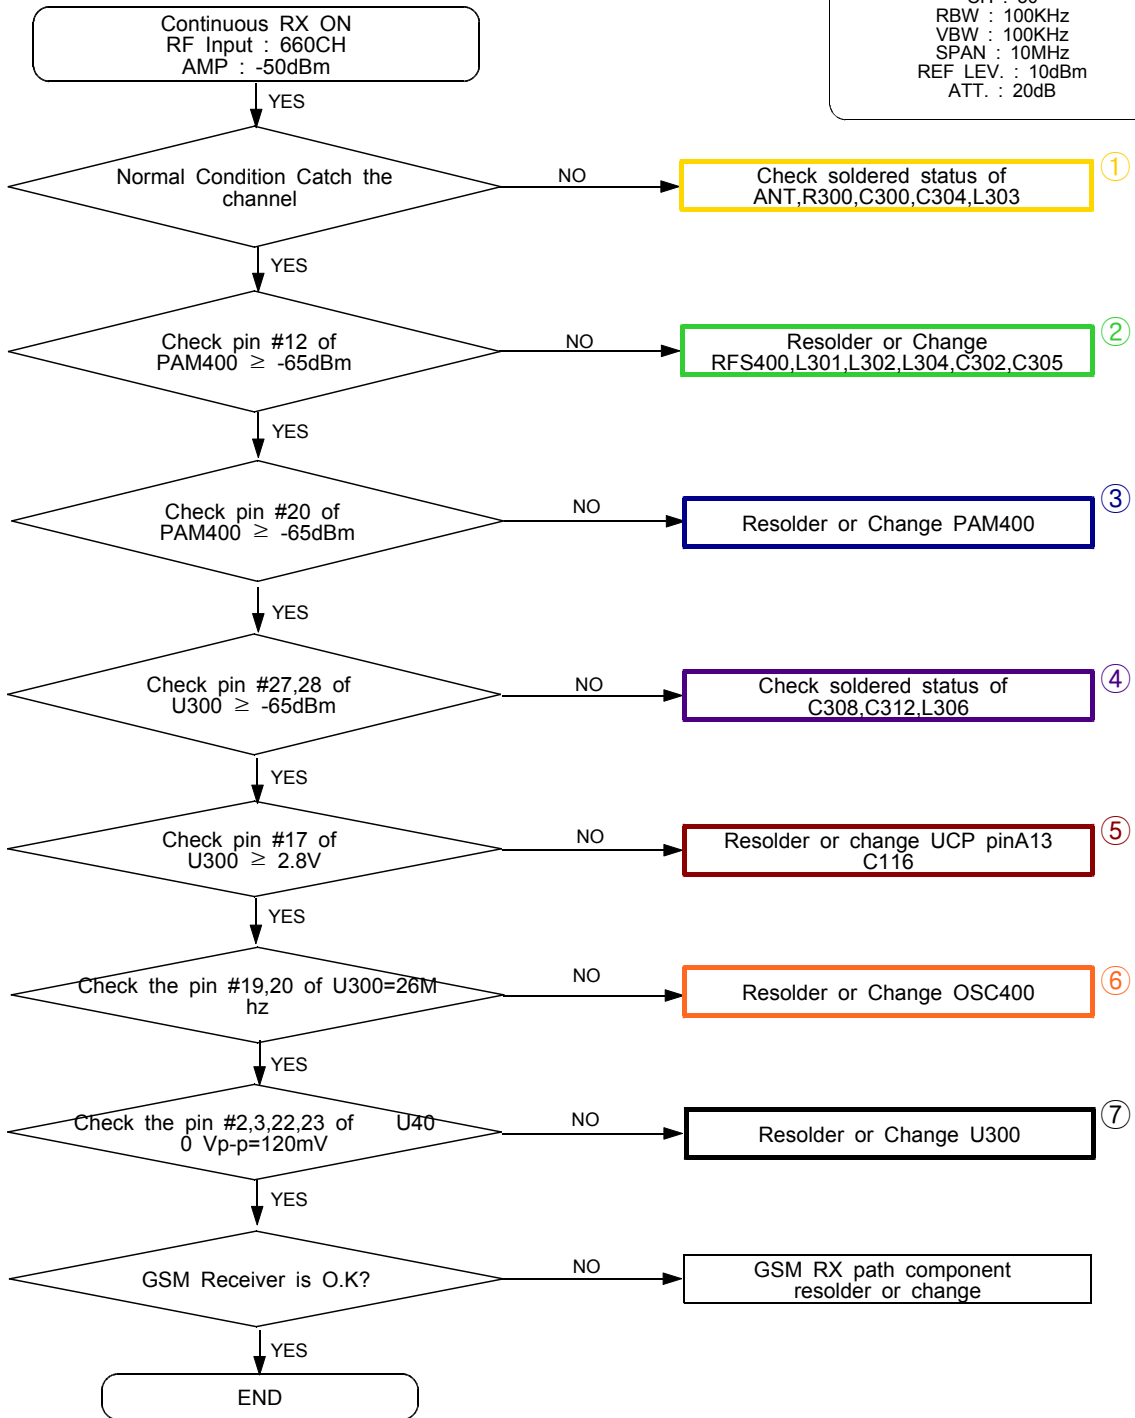 Continuous RX ON
RF Input : 660CH
AMP : -50dBm
RBW : 100KHz
VBW : 100KHz
SPAN : 10MHz
REF LEV. : 10dBm
ATT. : 20dB
YES
Normal Condition Catch the
channel
NO
Check soldered status of
ANT,R300,C300,C304,L303
①
YES
Check pin #12 of
PAM400 ≥ -65dBm
NO
Resolder or Change
RFS400,L301,L302,L304,C302,C305
②
YES
Check pin #20 of
PAM400 ≥ -65dBm
NO
Resolder or Change PAM400
③
YES
Check pin #27,28 of
U300 ≥ -65dBm
NO
Check soldered status of
C308,C312,L306
④
YES
Check pin #17 of
U300 ≥ 2.8V
NO
Resolder or change UCP pinA13
C116
⑤
YES
Check the pin #19,20 of U300=26M
hz
NO
Resolder or Change OSC400
⑥
YES
Check the pin #2,3,22,23 of U40
0 Vp-p=120mV
NO
Resolder or Change U300
⑦
YES
GSM Receiver is O.K?
NO
GSM RX path component
resolder or change
YES
END